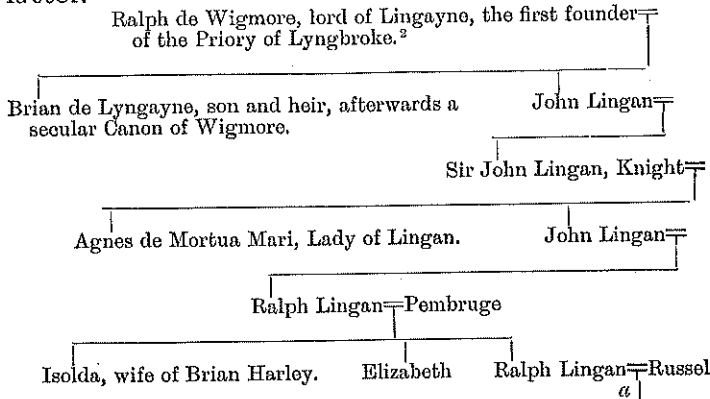 Ralph de Wigmore, lord of Lingayne, the first founder
of the Priory of Lyngbroke.²
Brian de Lyngayne, son and heir, afterwards a
secular Canon of Wigmore.
John Lingan
Sir John Lingan, Knight
Agnes de Mortua Mari, Lady of Lingan.
John Lingan
Ralph Lingan Pembruge
Isolda, wife of Brian Harley.
Elizabeth
Ralph Lingan Russel
a